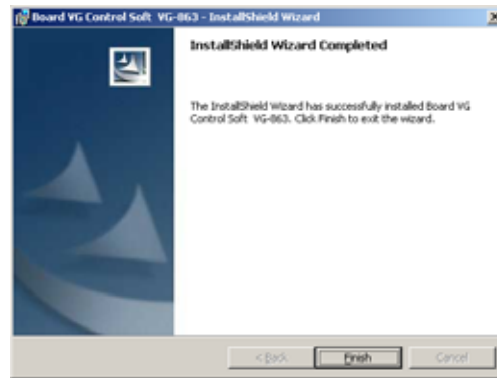 Board VG Control Soft VG-863 - InstallShield Wizard
InstallShield Wizard Completed
The InstallShield Wizard has successfully installed Board VG
Control Soft VG-863. Click Finish to exit the wizard.
< Back
Finish
Cancel